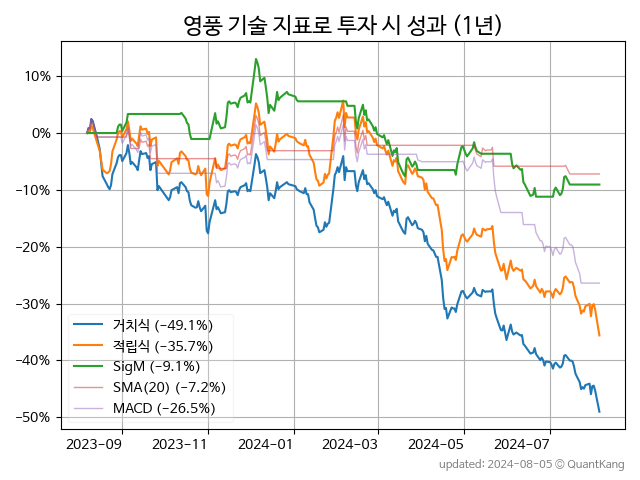 영풍 기술 지표로 투자 시 성과 (1년)
10%
0%
−10%
−20%
−30%
−40%
−50%
거치식 (−49.1%)
적립식 (−35.7%)
SigM (−9.1%)
SMA(20) (−7.2%)
MACD (−26.5%)
2023-09 2023-11 2024-01 2024-03 2024-05 2024-07
updated: 2024-08-05 © QuantKang